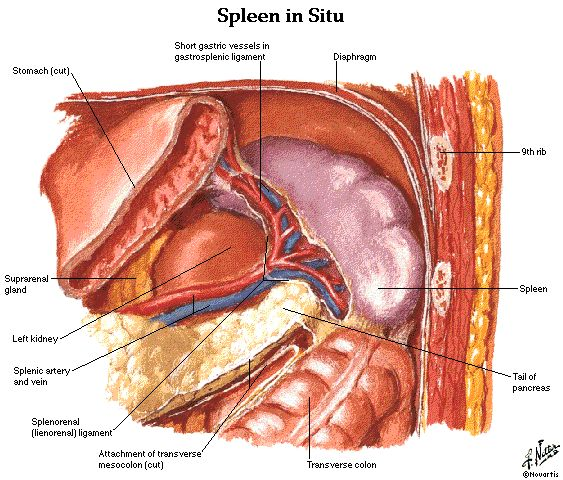 Spleen in Situ
Short gastric vessels in
gastrosplenic ligament
Diaphragm
Stomach (cut)
9th rib
Suprarenal
gland
Spleen
Left kidney
Splenic artery
and vein
Tail of
pancreas
Splenorenal
(lienorenal) ligament
Attachment of transverse
mesocolon (cut)
Transverse colon
F. Netter
©Novartis